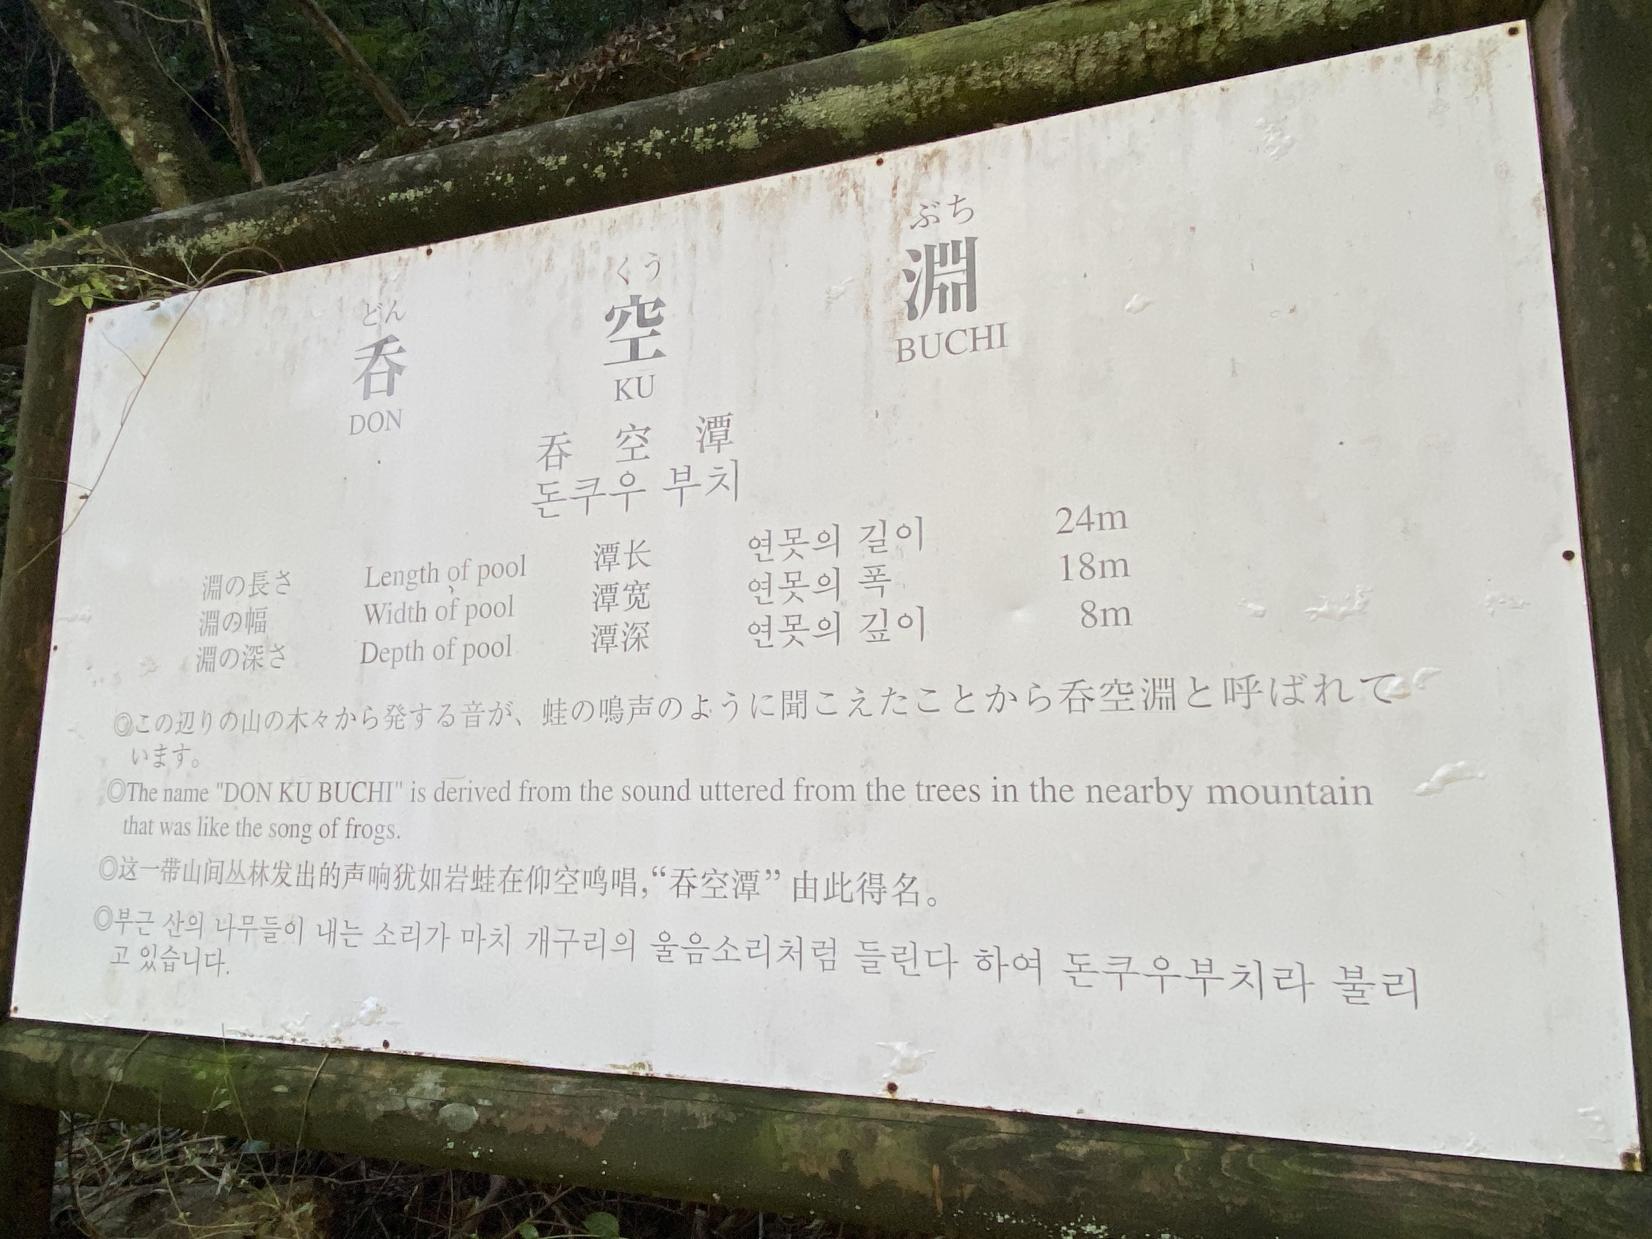 どん くう ぶち
呑 空 淵
DON KU BUCHI
吞 空 潭
돈쿠우 부치
淵の長さ Length of pool 潭长 연못의 길이 24m
淵の幅 Width of pool 潭宽 연못의 폭 18m
淵の深さ Depth of pool 潭深 연못의 깊이 8m
◎この辺りの山の木々から発する音が、蛙の鳴声のように聞こえたことから呑空淵と呼ばれて
います。
◎The name "DON KU BUCHI" is derived from the sound uttered from the trees in the nearby mountain
that was like the song of frogs.
◎这一带山间丛林发出的声响犹如岩蛙在仰空鸣唱,“吞空潭”由此得名。
◎부근 산의 나무들이 내는 소리가 마치 개구리의 울음소리처럼 들린다 하여 돈쿠우부치라 불리
고 있습니다.